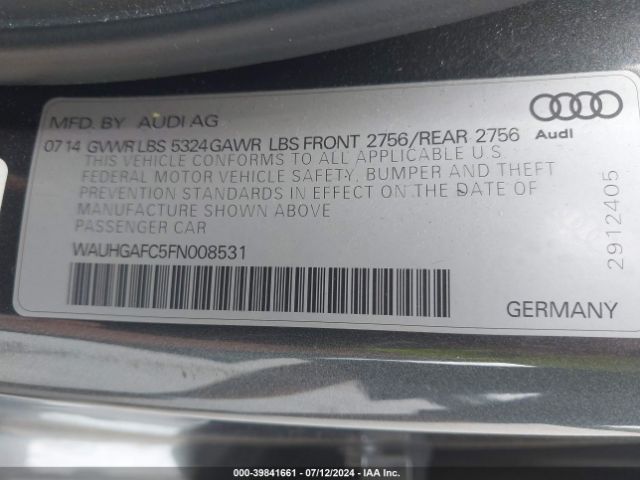 MFD. BY AUDI AG
0714 GVWR LBS 5324 GAWR LBS FRONT 2756/REAR 2756
Audi
THIS VEHICLE CONFORMS TO ALL APPLICABLE U.S.
FEDERAL MOTOR VEHICLE SAFETY, BUMPER AND THEFT
PREVENTION STANDARDS IN EFFECT ON THE DATE OF
MANUFACTURE SHOWN ABOVE
PASSENGER CAR
WAUHGAFC5FN008531
2912405
GERMANY
000-39841661 - 07/12/2024 - IAA Inc.